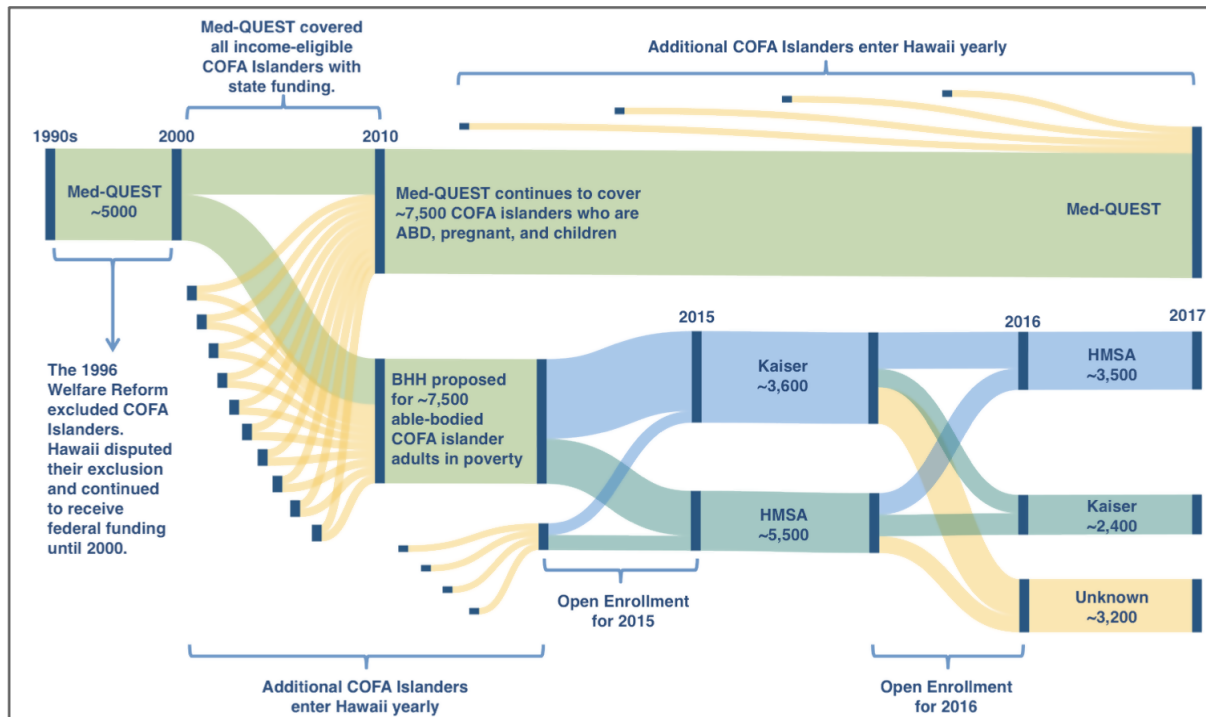 Med-QUEST covered
all income-eligible
COFA Islanders with
state funding.
Additional COFA Islanders enter Hawaii yearly
1990s
2000
2010
Med-QUEST
~5000
Med-QUEST continues to cover
~7,500 COFA islanders who are
ABD, pregnant, and children
Med-QUEST
The 1996
Welfare Reform
excluded COFA
Islanders.
Hawaii disputed
their exclusion
and continued
to receive
federal funding
until 2000.
BHH proposed
for ~7,500
able-bodied
COFA islander
adults in poverty
2015
2016
2017
Kaiser
~3,600
HMSA
~3,500
HMSA
~5,500
Kaiser
~2,400
Unknown
~3,200
Open Enrollment
for 2015
Additional COFA Islanders
enter Hawaii yearly
Open Enrollment
for 2016